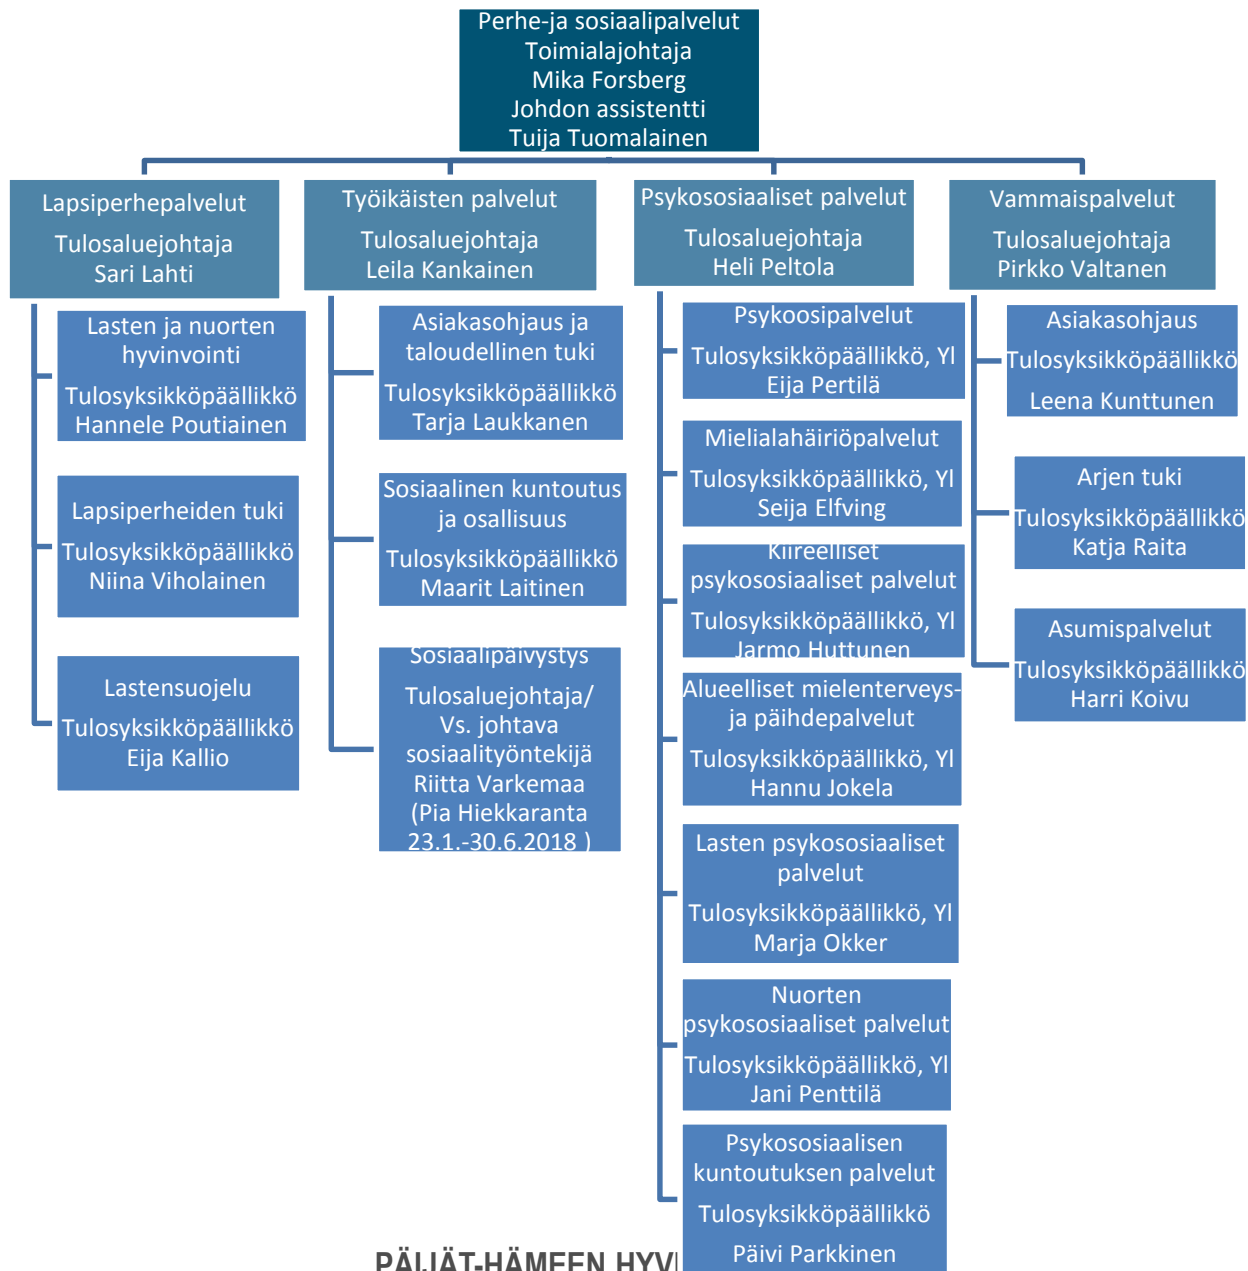 Perhe-ja sosiaalipalvelut
Toimialajohtaja
Mika Forsberg
Johdon assistentti
Tuija Tuomalainen
Lapsiperhepalvelut
Tulosaluejohtaja
Sari Lahti
Lasten ja nuorten
hyvinvointi
Tulosyksikköpäällikkö
Hannele Poutiainen
Lapsiperheiden tuki
Tulosyksikköpäällikkö
Niina Viholainen
Lastensuojelu
Tulosyksikköpäällikkö
Eija Kallio
Työikäisten palvelut
Tulosaluejohtaja
Leila Kankainen
Asiakasohjaus ja
taloudellinen tuki
Tulosyksikköpäällikkö
Tarja Laukkanen
Sosiaalinen kuntoutus
ja osallisuus
Tulosyksikköpäällikkö
Maarit Laitinen
Sosiaalipäivystys
Tulosaluejohtaja/
Vs. johtava
sosiaalityöntekijä
Riitta Varkemaa
(Pia Hiekkaranta
23.1.-30.6.2018 )
Psykososiaaliset palvelut
Tulosaluejohtaja
Heli Peltola
Psykoosipalvelut
Tulosyksikköpäällikkö, Yl
Eija Pertilä
Mielialahäiriöpalvelut
Tulosyksikköpäällikkö, Yl
Seija Elfving
Kiireelliset
psykososiaaliset palvelut
Tulosyksikköpäällikkö, Yl
Jarmo Huttunen
Alueelliset mielenterveys-
ja päihdepalvelut
Tulosyksikköpäällikkö, Yl
Hannu Jokela
Lasten psykososiaaliset
palvelut
Tulosyksikköpäällikkö, Yl
Marja Okker
Nuorten
psykososiaaliset palvelut
Tulosyksikköpäällikkö, Yl
Jani Penttilä
Psykososiaalisen
kuntoutuksen palvelut
Tulosyksikköpäällikkö
Päivi Parkkinen
Vammaispalvelut
Tulosaluejohtaja
Pirkko Valtanen
Asiakasohjaus
Tulosyksikköpäällikkö
Leena Kunttunen
Arjen tuki
Tulosyksikköpäällikkö
Katja Raita
Asumispalvelut
Tulosyksikköpäällikkö
Harri Koivu
PÄIJÄT-HÄMEEN